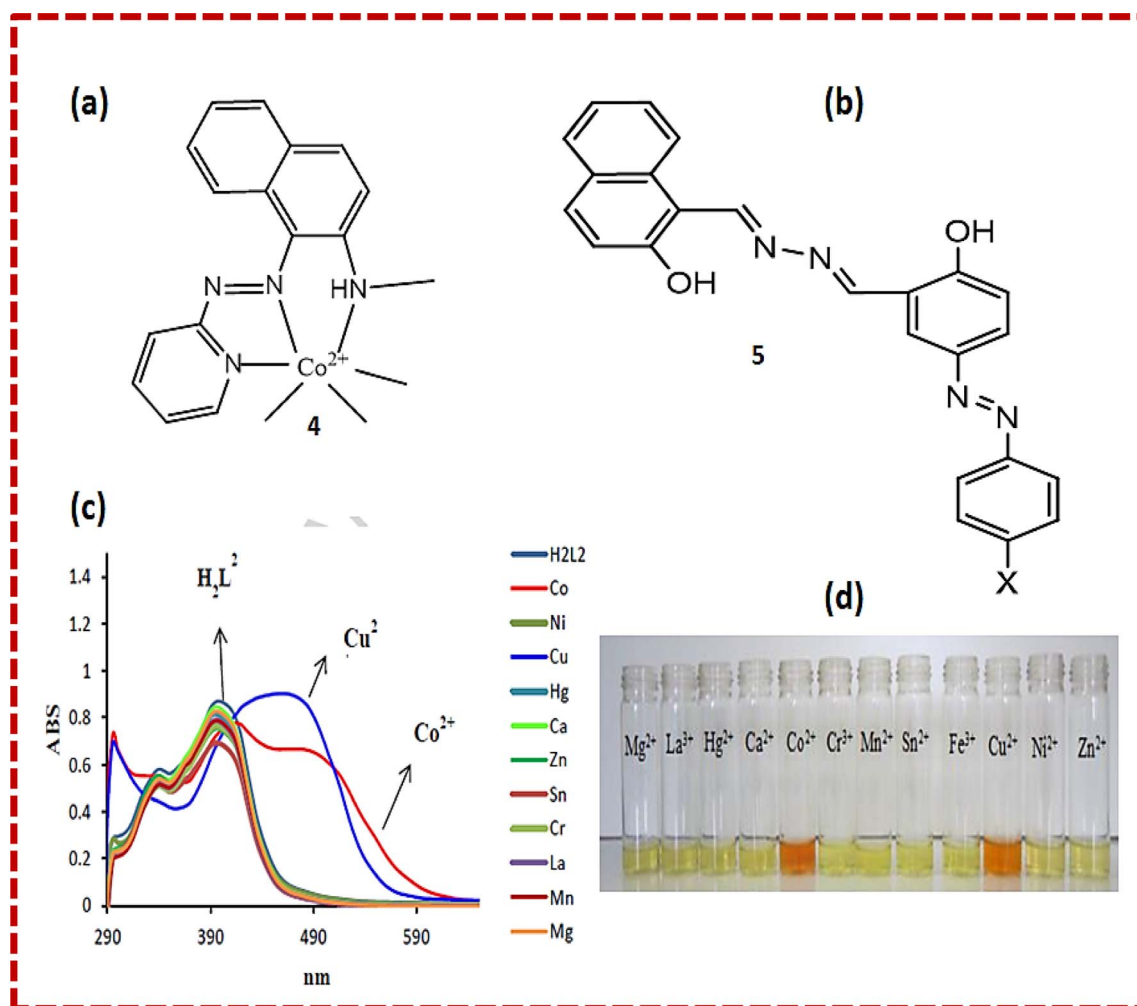 (a)
(b)
N=N
N
HN
Co²⁺
4
OH
N
N
OH
5
N
N
X
(c)
(d)
ABS
1.4
1.2
1
0.8
0.6
0.4
0.2
0
290 390 490 590
nm
H₂L²
Cu²
Co²⁺
H2L2
Co
Ni
Cu
Hg
Ca
Zn
Sn
Cr
La
Mn
Mg
Mg²⁺ La³⁺ Hg²⁺ Ca²⁺ Co²⁺ Cr³⁺ Mn²⁺ Sn²⁺ Fe³⁺ Cu²⁺ Ni²⁺ Zn²⁺